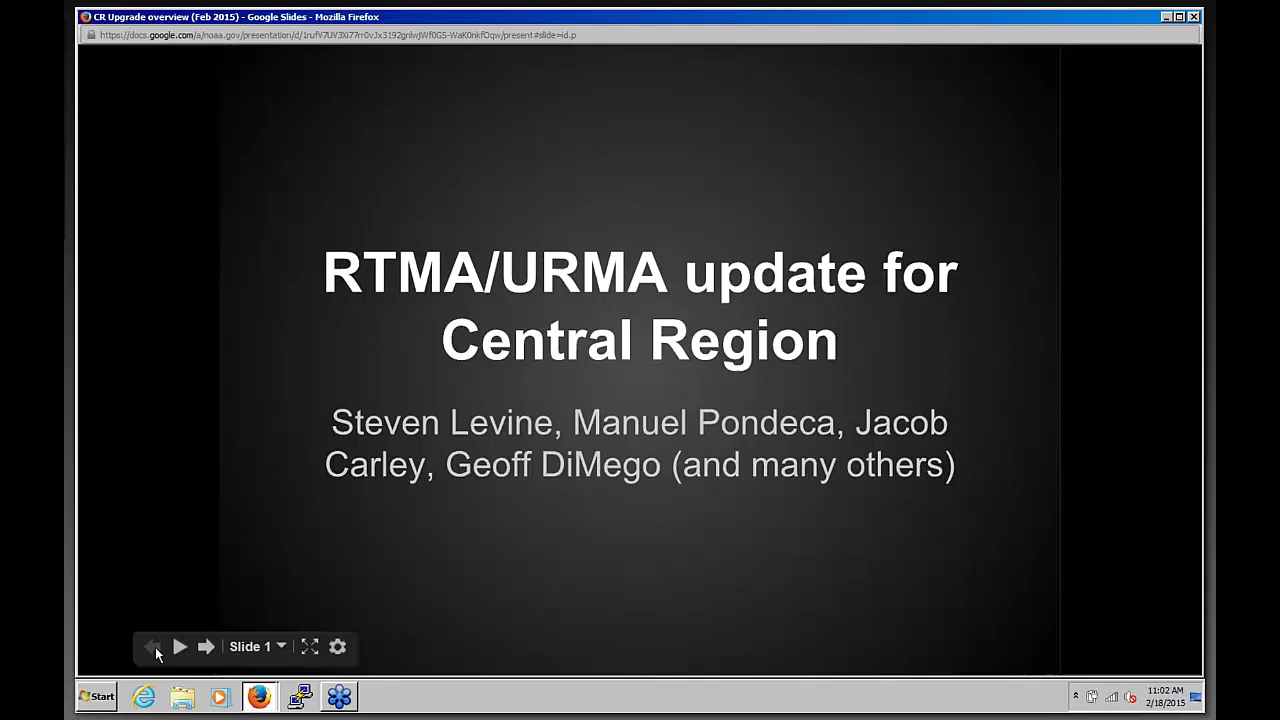 CR Upgrade overview (Feb 2015) - Google Slides - Mozilla Firefox
RTMA/URMA update for
Central Region
Steven Levine, Manuel Pondeca, Jacob
Carley, Geoff DiMego (and many others)
Slide 1
Start
11:02 AM
2/18/2015